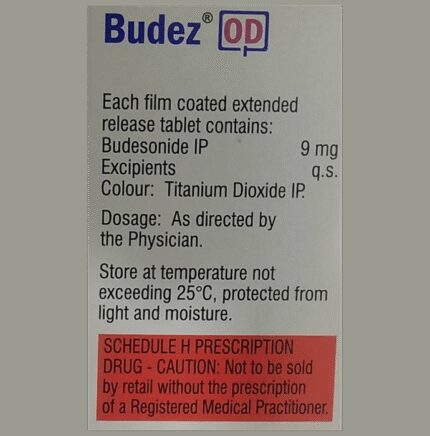 Budez® OD
Each film coated extended
release tablet contains:
Budesonide IP 9 mg
Excipients q.s.
Colour: Titanium Dioxide IP.
Dosage: As directed by
the Physician.
Store at temperature not
exceeding 25°C, protected from
light and moisture.
SCHEDULE H PRESCRIPTION
DRUG - CAUTION: Not to be sold
by retail without the prescription
of a Registered Medical Practitioner.